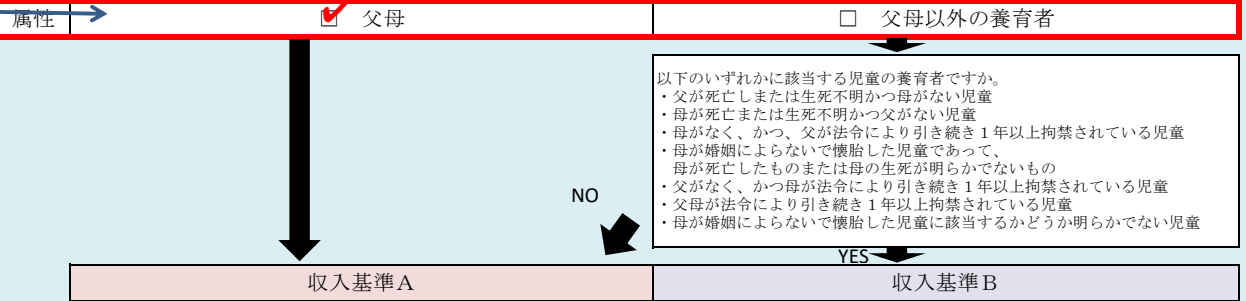 属性
☑ 父母
□ 父母以外の養育者
以下のいずれかに該当する児童の養育者ですか。
・父が死亡しまたは生死不明かつ母がない児童
・母が死亡または生死不明かつ父がない児童
・母がなく、かつ、父が法令により引き続き１年以上拘禁されている児童
・母が婚姻によらないで懐胎した児童であって、
母が死亡したものまたは母の生死が明らかでないもの
・父がなく、かつ母が法令により引き続き１年以上拘禁されている児童
・父母が法令により引き続き１年以上拘禁されている児童
・母が婚姻によらないで懐胎した児童に該当するかどうか明らかでない児童
NO
YES
収入基準Ａ
収入基準Ｂ